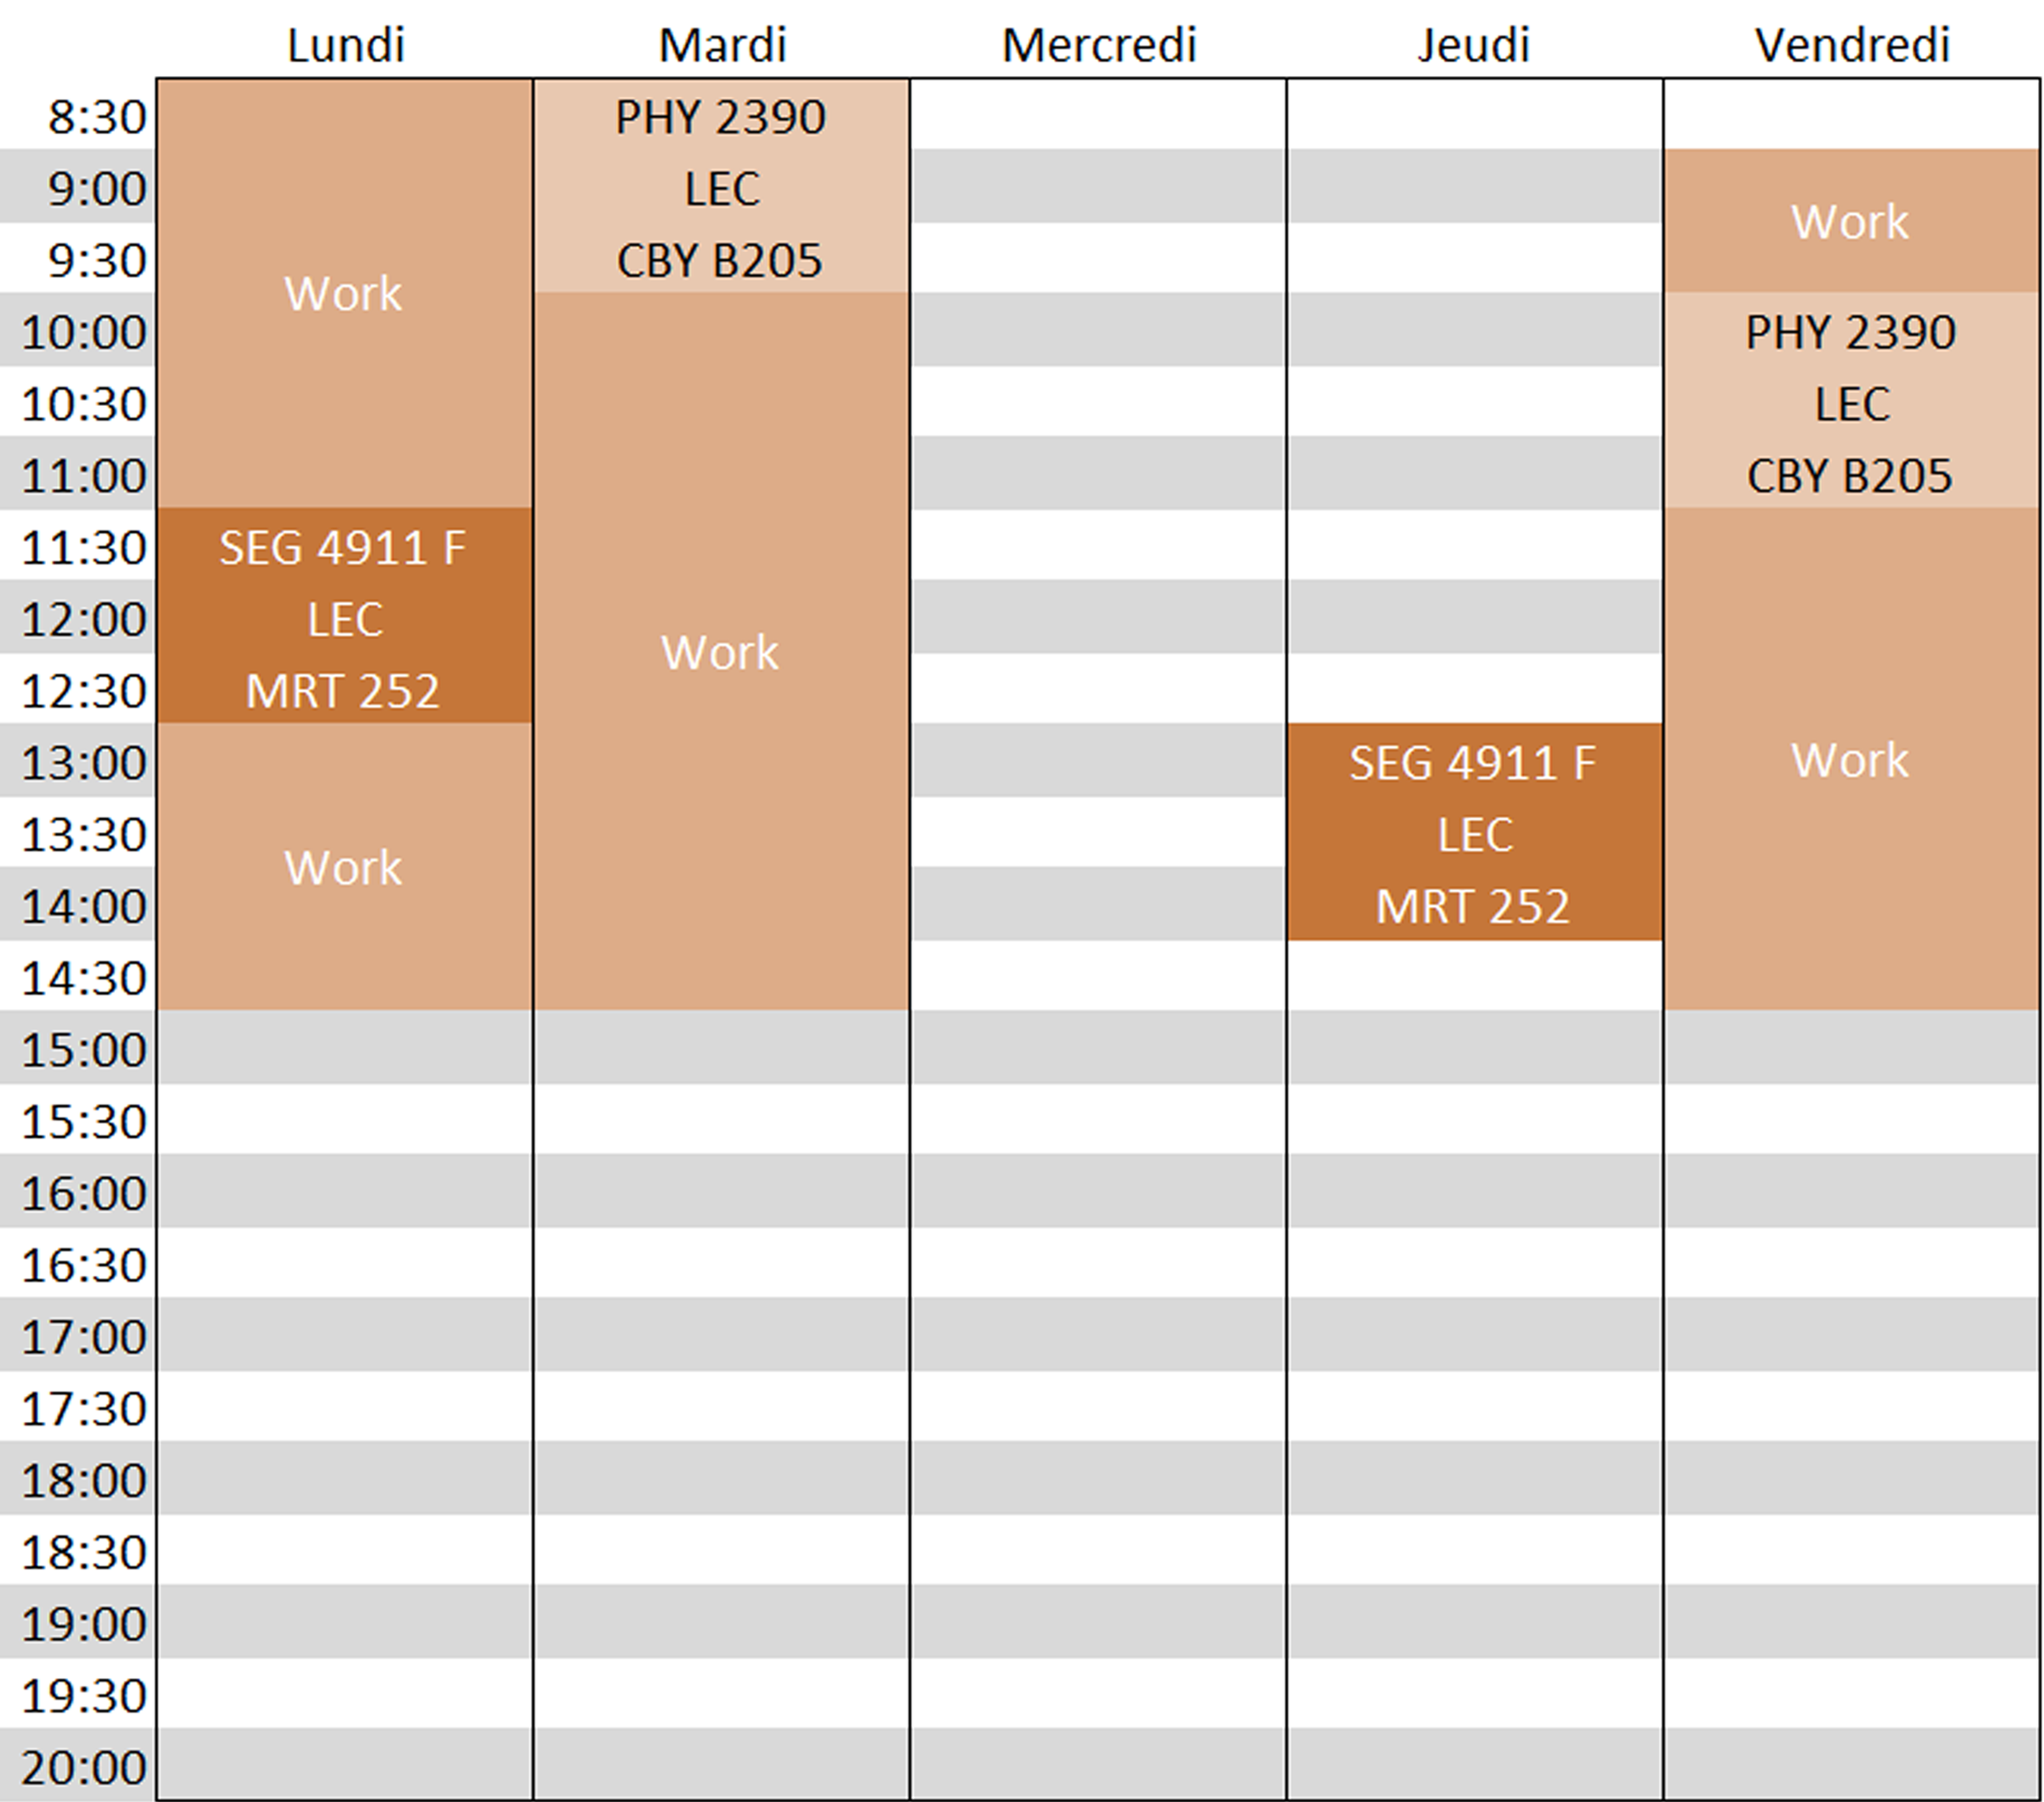 Lundi Mardi Mercredi Jeudi Vendredi
8:30 PHY 2390
9:00 LEC Work
9:30 CBY B205
Work
10:00 PHY 2390
10:30 LEC
11:00 CBY B205
11:30 SEG 4911 F
12:00 LEC
Work
12:30 MRT 252
13:00 SEG 4911 F Work
13:30 LEC
Work
14:00 MRT 252
14:30
15:00
15:30
16:00
16:30
17:00
17:30
18:00
18:30
19:00
19:30
20:00